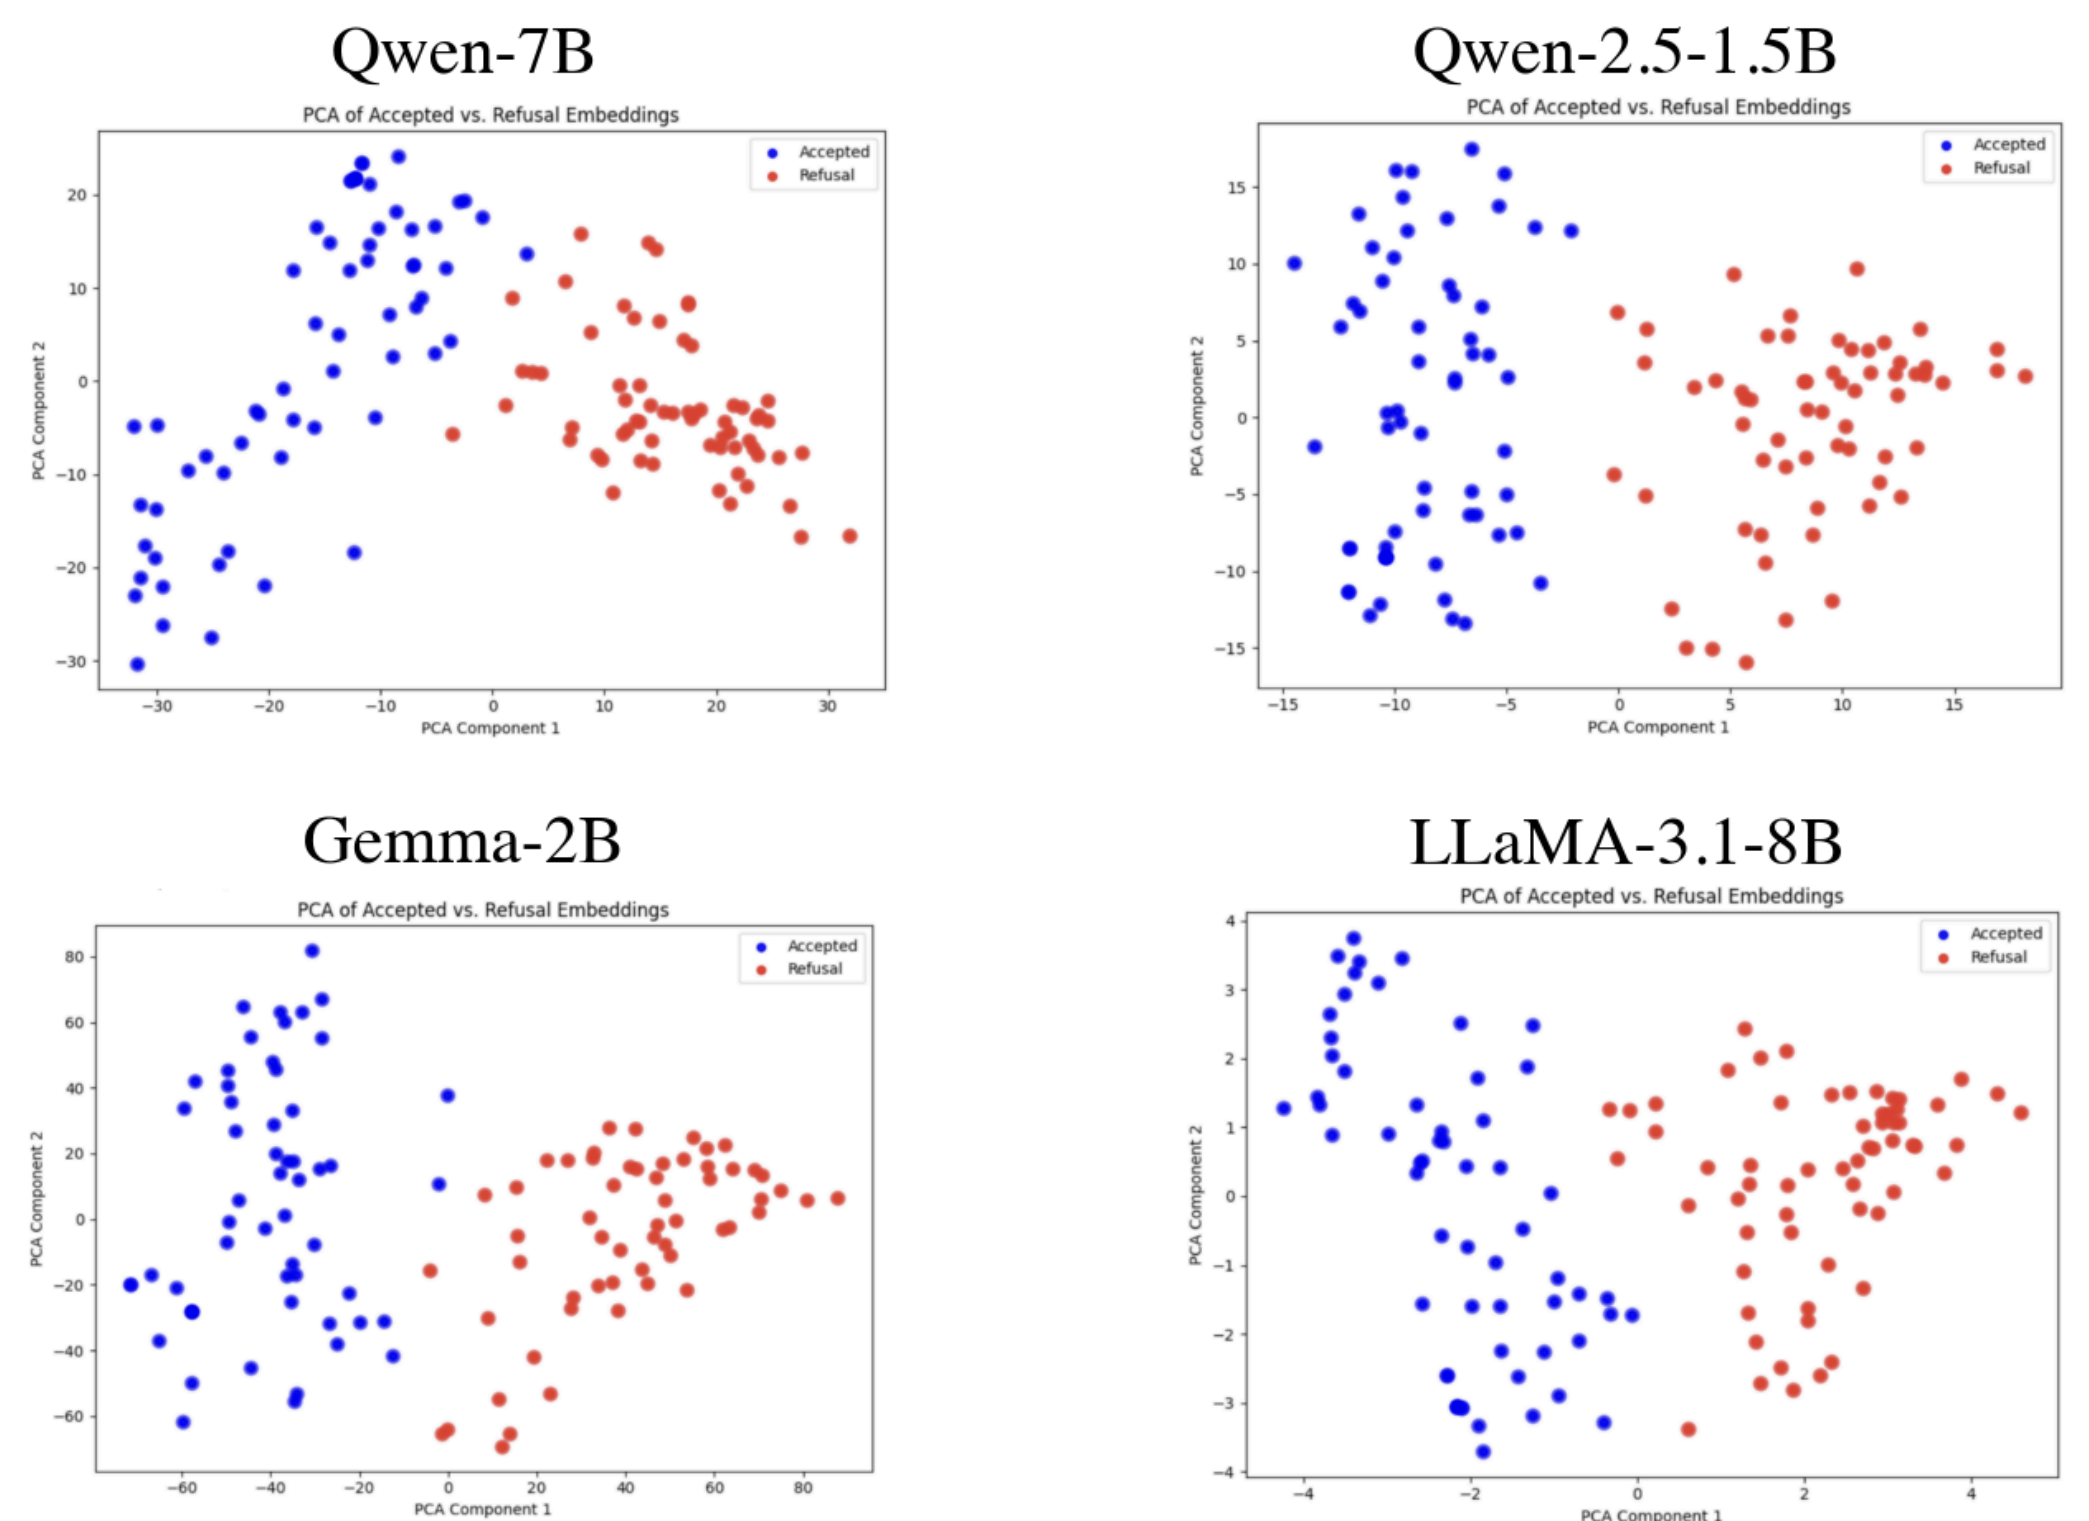 Qwen-7B
PCA of Accepted vs. Refusal Embeddings
Accepted
Refusal
20
10
0
−10
−20
−30
PCA Component 2
−30 −20 −10 0 10 20 30
PCA Component 1
Qwen-2.5-1.5B
PCA of Accepted vs. Refusal Embeddings
Accepted
Refusal
15
10
5
0
−5
−10
−15
PCA Component 2
−15 −10 −5 0 5 10 15
PCA Component 1
Gemma-2B
PCA of Accepted vs. Refusal Embeddings
Accepted
Refusal
80
60
40
20
0
−20
−40
−60
PCA Component 2
−60 −40 −20 0 20 40 60 80
PCA Component 1
LLaMA-3.1-8B
PCA of Accepted vs. Refusal Embeddings
Accepted
Refusal
4
3
2
1
0
−1
−2
−3
−4
PCA Component 2
−4 −2 0 2 4
PCA Component 1